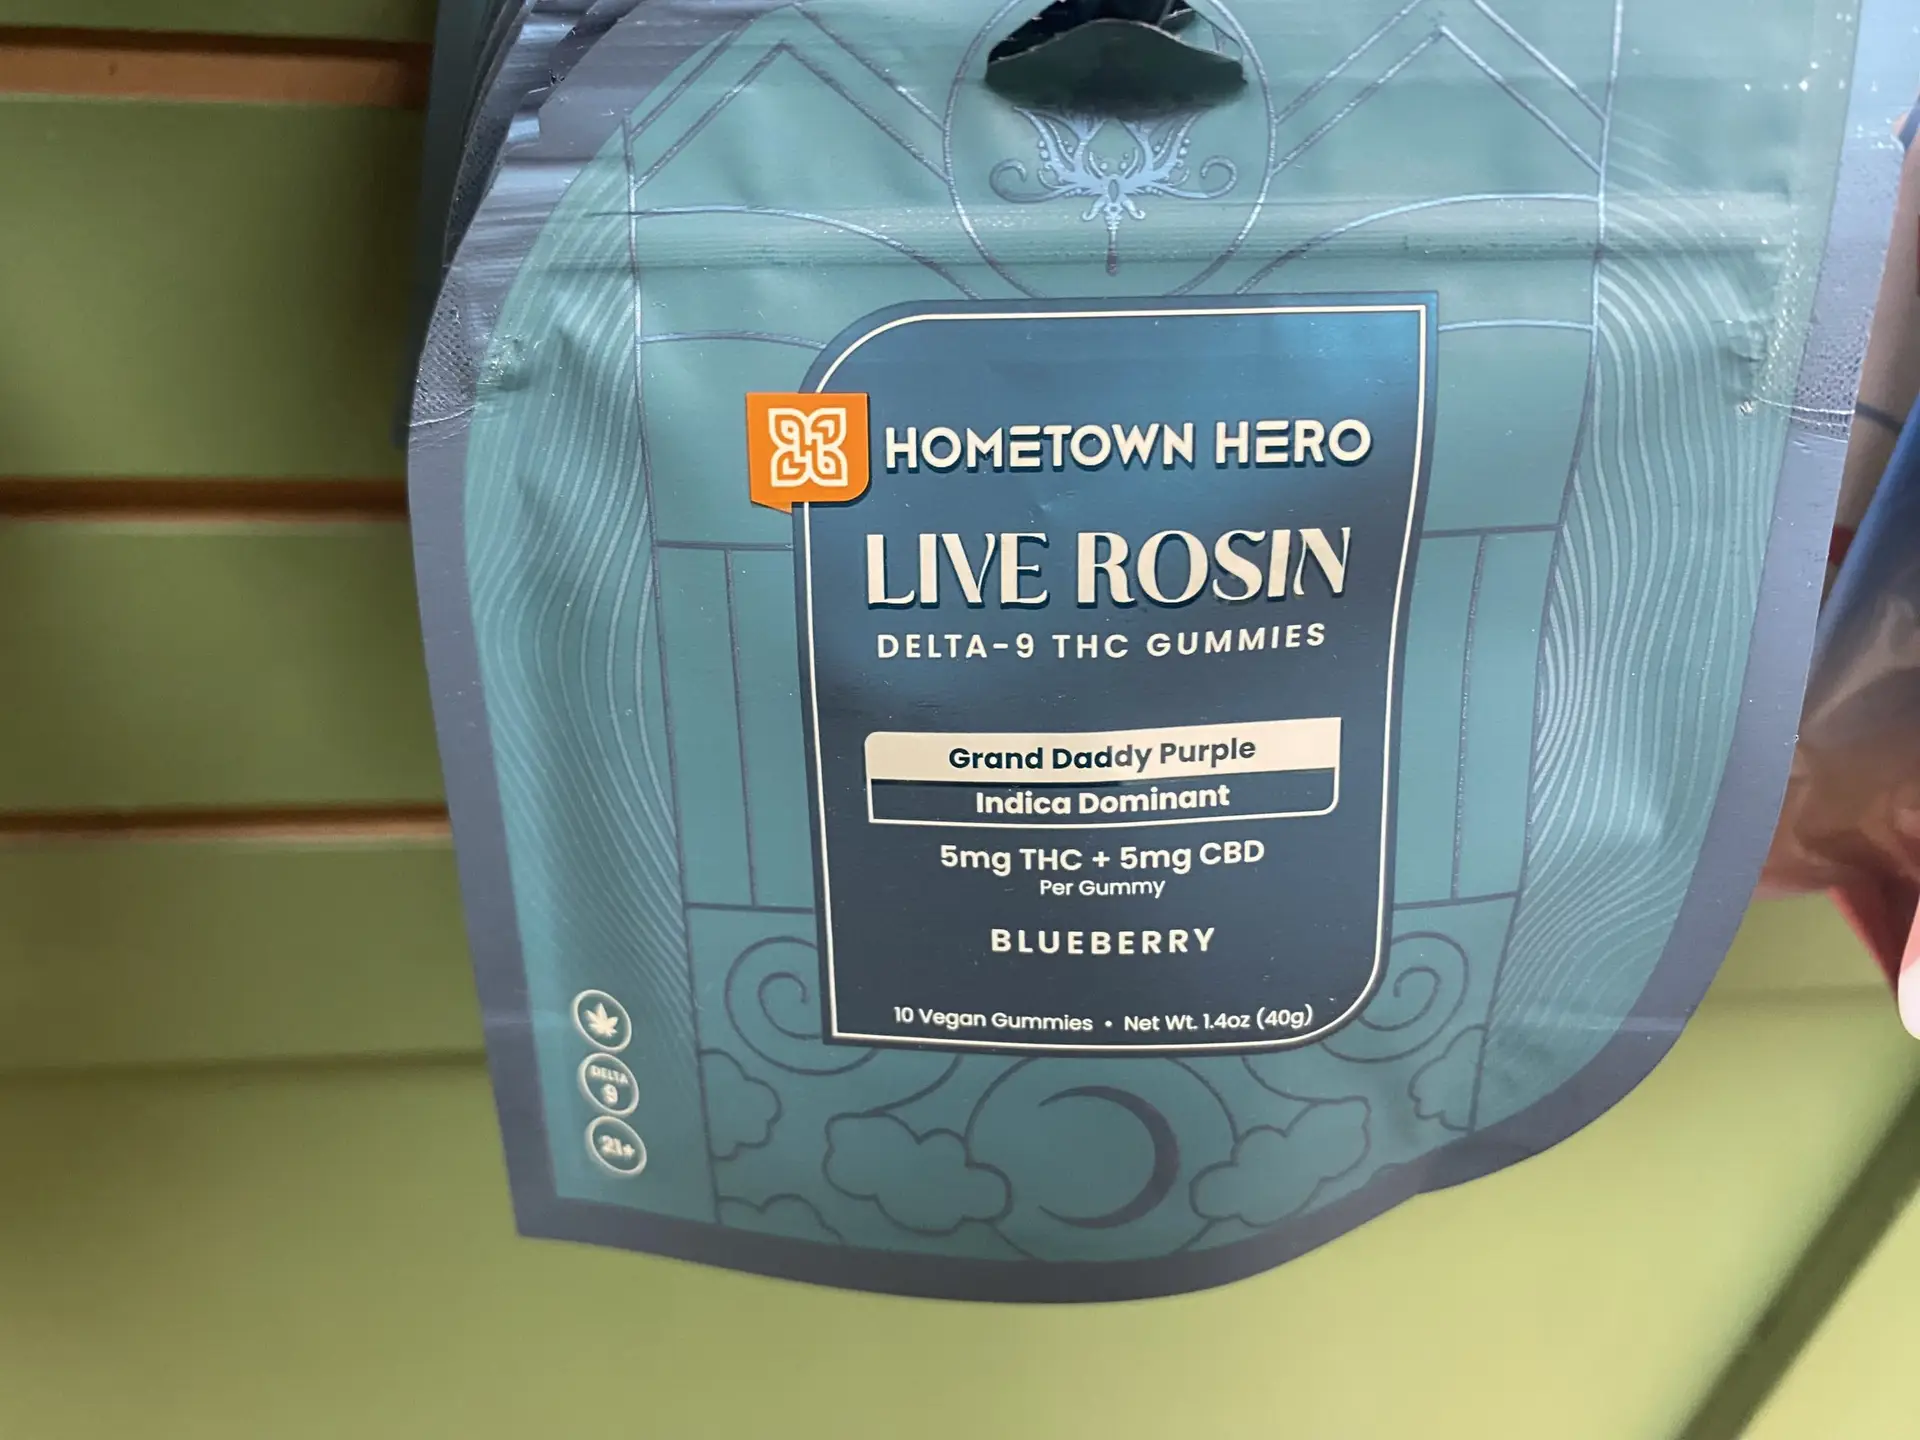 HOMETOWN HERO
LIVE ROSIN
DELTA-9 THC GUMMIES
Grand Daddy Purple
Indica Dominant
5mg THC + 5mg CBD
Per Gummy
BLUEBERRY
10 Vegan Gummies • Net Wt. 1.4oz (40g)
DELTA
9
21+